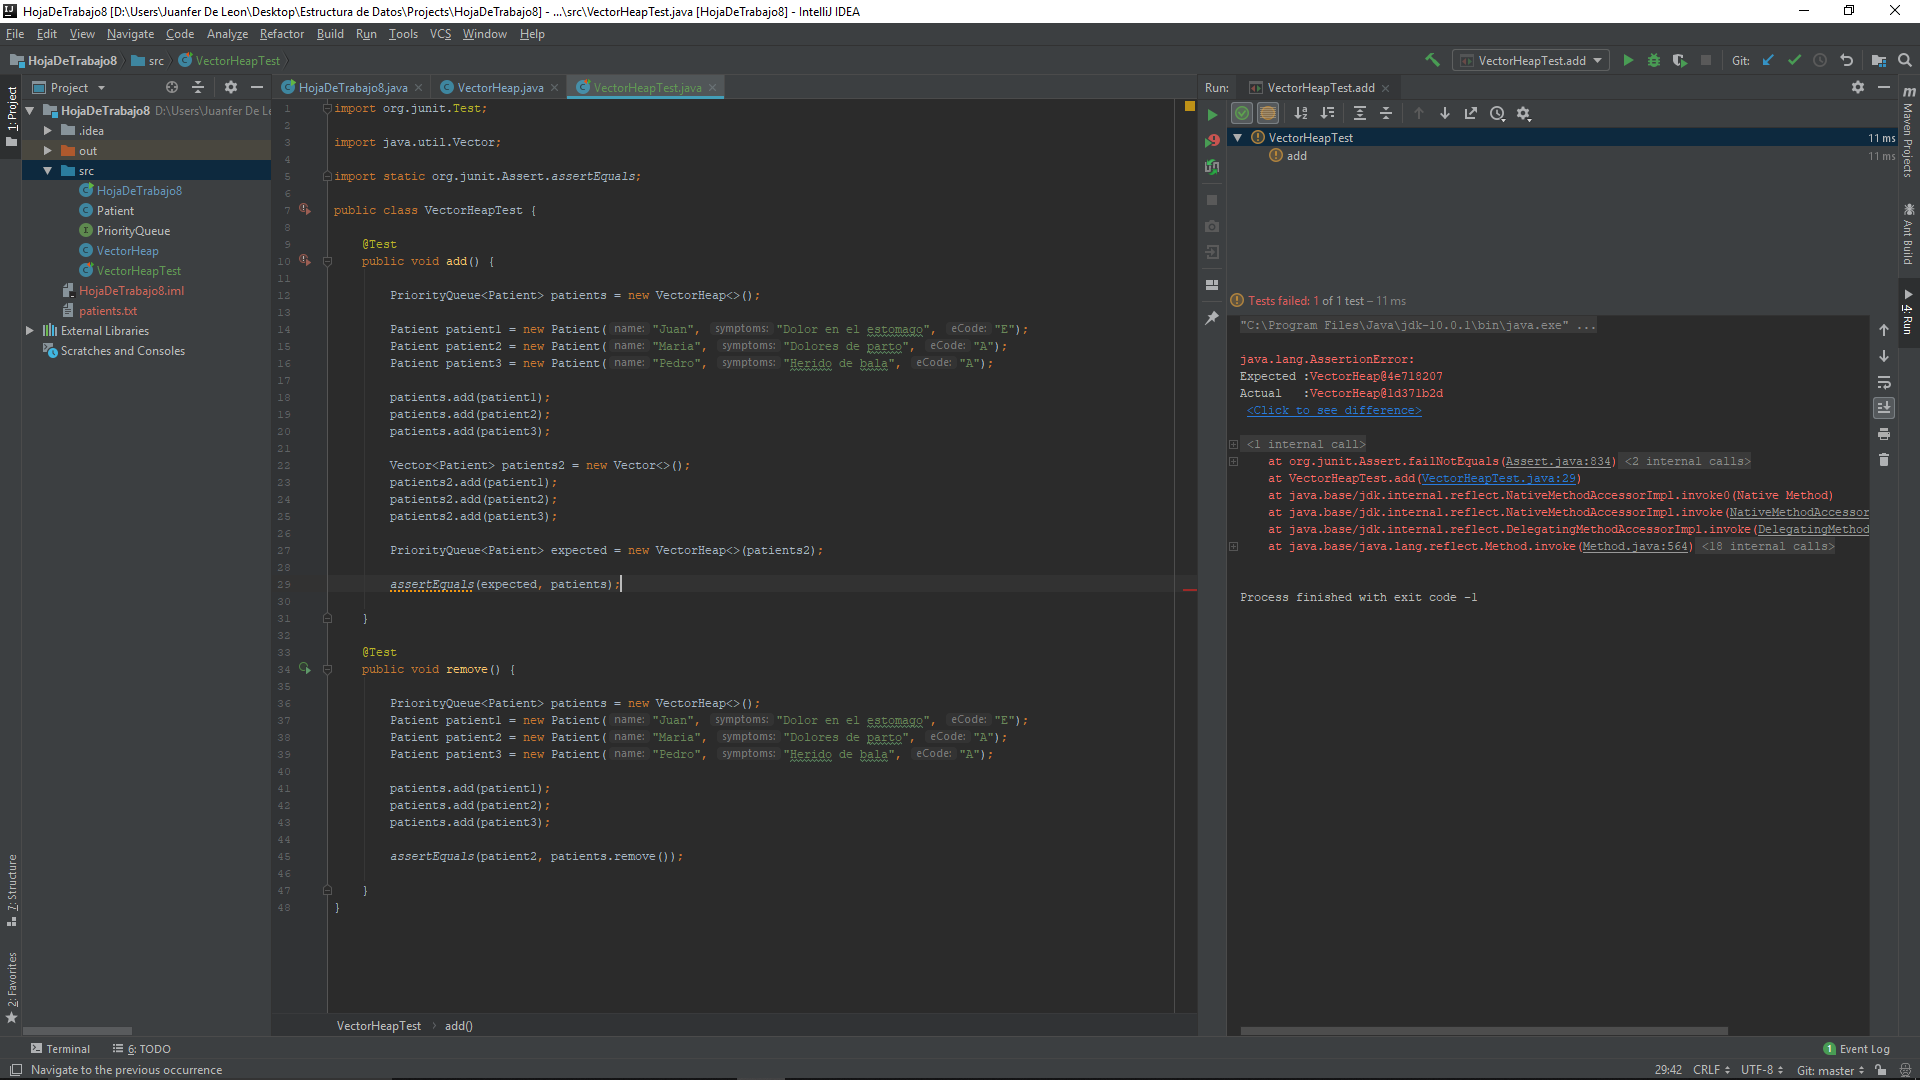 HojaDeTrabajo8 [D:\Users\Juanfer De Leon\Desktop\Estructura de Datos\Projects\HojaDeTrabajo8] - ...\src\VectorHeapTest.java [HojaDeTrabajo8] - IntelliJ IDEA
File Edit View Navigate Code Analyze Refactor Build Run Tools VCS Window Help
HojaDeTrabajo8 src VectorHeapTest
VectorHeapTest.add Git:
Project
HojaDeTrabajo8.java VectorHeap.java VectorHeapTest.java
Run: VectorHeapTest.add
1: Project
HojaDeTrabajo8 D:\Users\Juanfer De Le
.idea
out
src
HojaDeTrabajo8
Patient
PriorityQueue
VectorHeap
VectorHeapTest
HojaDeTrabajo8.iml
patients.txt
External Libraries
Scratches and Consoles
7: Structure
2: Favorites
1 import org.junit.Test;
2
3 import java.util.Vector;
4
5 import static org.junit.Assert.assertEquals;
6
7 public class VectorHeapTest {
8
9 @Test
10 public void add() {
11
12 PriorityQueue<Patient> patients = new VectorHeap<>();
13
14 Patient patient1 = new Patient( name: "Juan", symptoms: "Dolor en el estomago", eCode: "E");
15 Patient patient2 = new Patient( name: "Maria", symptoms: "Dolores de parto", eCode: "A");
16 Patient patient3 = new Patient( name: "Pedro", symptoms: "Herido de bala", eCode: "A");
17
18 patients.add(patient1);
19 patients.add(patient2);
20 patients.add(patient3);
21
22 Vector<Patient> patients2 = new Vector<>();
23 patients2.add(patient1);
24 patients2.add(patient2);
25 patients2.add(patient3);
26
27 PriorityQueue<Patient> expected = new VectorHeap<>(patients2);
28
29 assertEquals(expected, patients);
30
31 }
32
33 @Test
34 public void remove() {
35
36 PriorityQueue<Patient> patients = new VectorHeap<>();
37 Patient patient1 = new Patient( name: "Juan", symptoms: "Dolor en el estomago", eCode: "E");
38 Patient patient2 = new Patient( name: "Maria", symptoms: "Dolores de parto", eCode: "A");
39 Patient patient3 = new Patient( name: "Pedro", symptoms: "Herido de bala", eCode: "A");
40
41 patients.add(patient1);
42 patients.add(patient2);
43 patients.add(patient3);
44
45 assertEquals(patient2, patients.remove());
46
47 }
48 }
VectorHeapTest add()
VectorHeapTest 11 ms
add 11 ms
Tests failed: 1 of 1 test – 11 ms
"C:\Program Files\Java\jdk-10.0.1\bin\java.exe" ...
java.lang.AssertionError:
Expected :VectorHeap@4e718207
Actual :VectorHeap@1d371b2d
<Click to see difference>
<1 internal call>
at org.junit.Assert.failNotEquals(Assert.java:834) <2 internal calls>
at VectorHeapTest.add(VectorHeapTest.java:29)
at java.base/jdk.internal.reflect.NativeMethodAccessorImpl.invoke0(Native Method)
at java.base/jdk.internal.reflect.NativeMethodAccessorImpl.invoke(NativeMethodAccessor
at java.base/jdk.internal.reflect.DelegatingMethodAccessorImpl.invoke(DelegatingMethod
at java.base/java.lang.reflect.Method.invoke(Method.java:564) <18 internal calls>
Process finished with exit code -1
m Maven Projects
Ant Build
4: Run
Terminal 6: TODO 1 Event Log
Navigate to the previous occurrence 29:42 CRLF UTF-8 Git: master